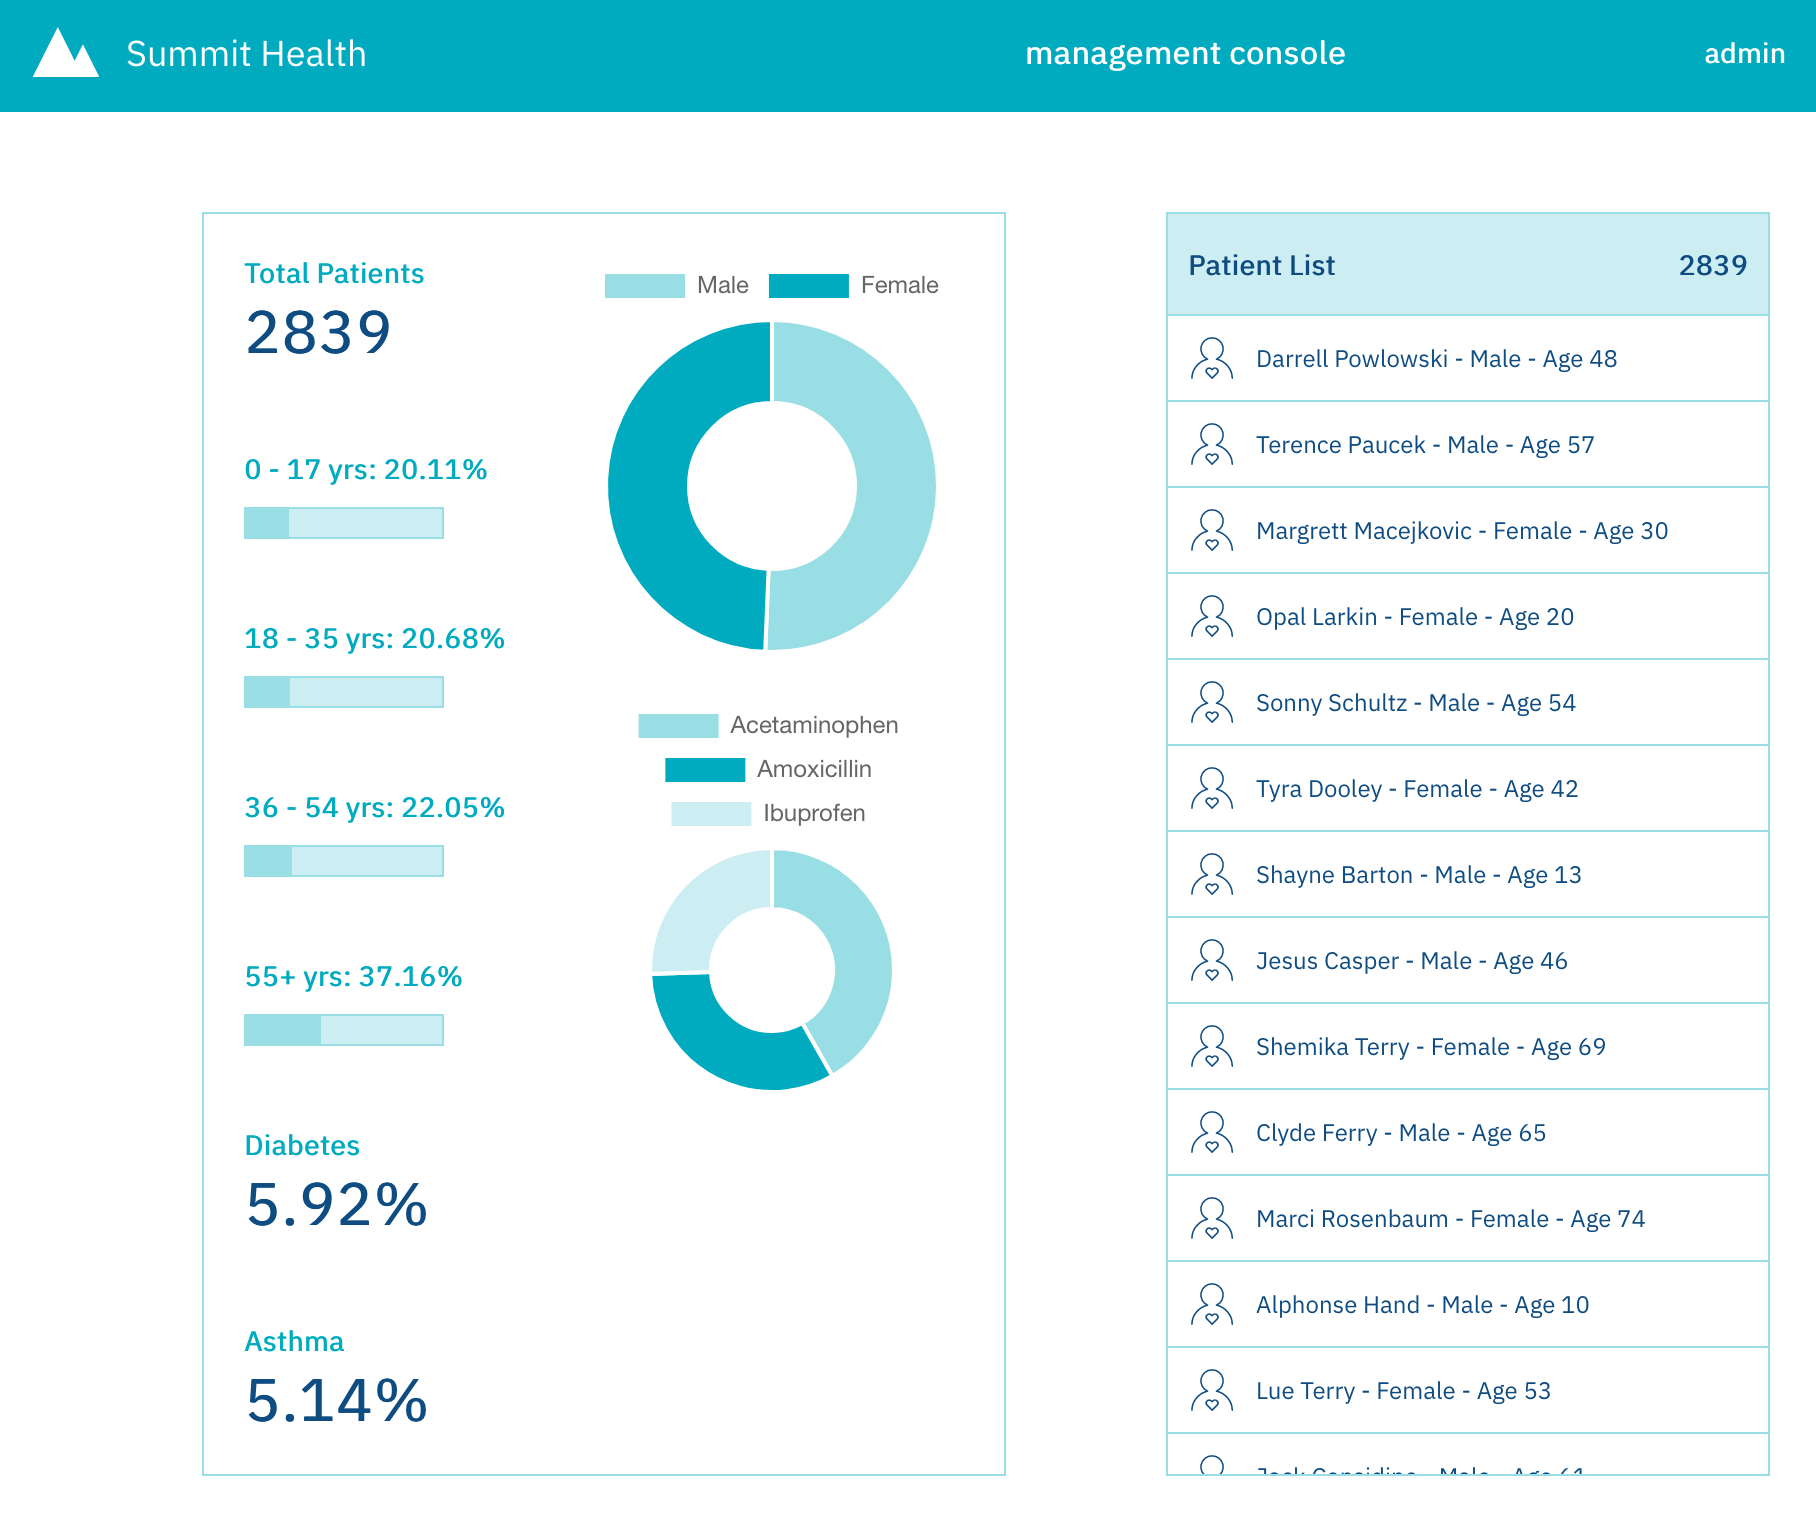 Summit Health
management console
admin
Total Patients
2839
0 - 17 yrs: 20.11%
18 - 35 yrs: 20.68%
36 - 54 yrs: 22.05%
55+ yrs: 37.16%
Diabetes
5.92%
Asthma
5.14%
Male
Female
Acetaminophen
Amoxicillin
Ibuprofen
Patient List
2839
Darrell Powlowski - Male - Age 48
Terence Paucek - Male - Age 57
Margrett Macejkovic - Female - Age 30
Opal Larkin - Female - Age 20
Sonny Schultz - Male - Age 54
Tyra Dooley - Female - Age 42
Shayne Barton - Male - Age 13
Jesus Casper - Male - Age 46
Shemika Terry - Female - Age 69
Clyde Ferry - Male - Age 65
Marci Rosenbaum - Female - Age 74
Alphonse Hand - Male - Age 10
Lue Terry - Female - Age 53
- Male - Age 61